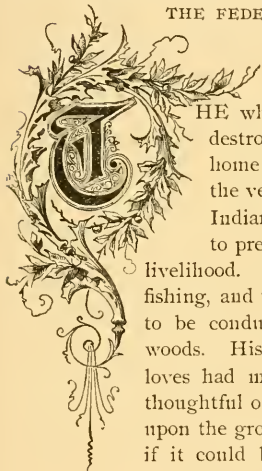 THE FEDE
THE wh
destro
home
the ve
Indian
to pre
livelihood.
fishing, and
to be condu
woods. His
loves had m
thoughtful o
upon the gro
if it could b